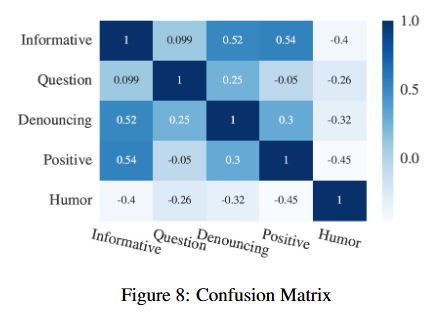 Informative 1 0.099 0.52 0.54 -0.4 1.0
Question 0.099 1 0.25 -0.05 -0.26
0.5
Denouncing 0.52 0.25 1 0.3 -0.32
Positive 0.54 -0.05 0.3 1 -0.45 0.0
Humor -0.4 -0.26 -0.32 -0.45 1
Informative Question Denouncing Positive Humor
Figure 8: Confusion Matrix